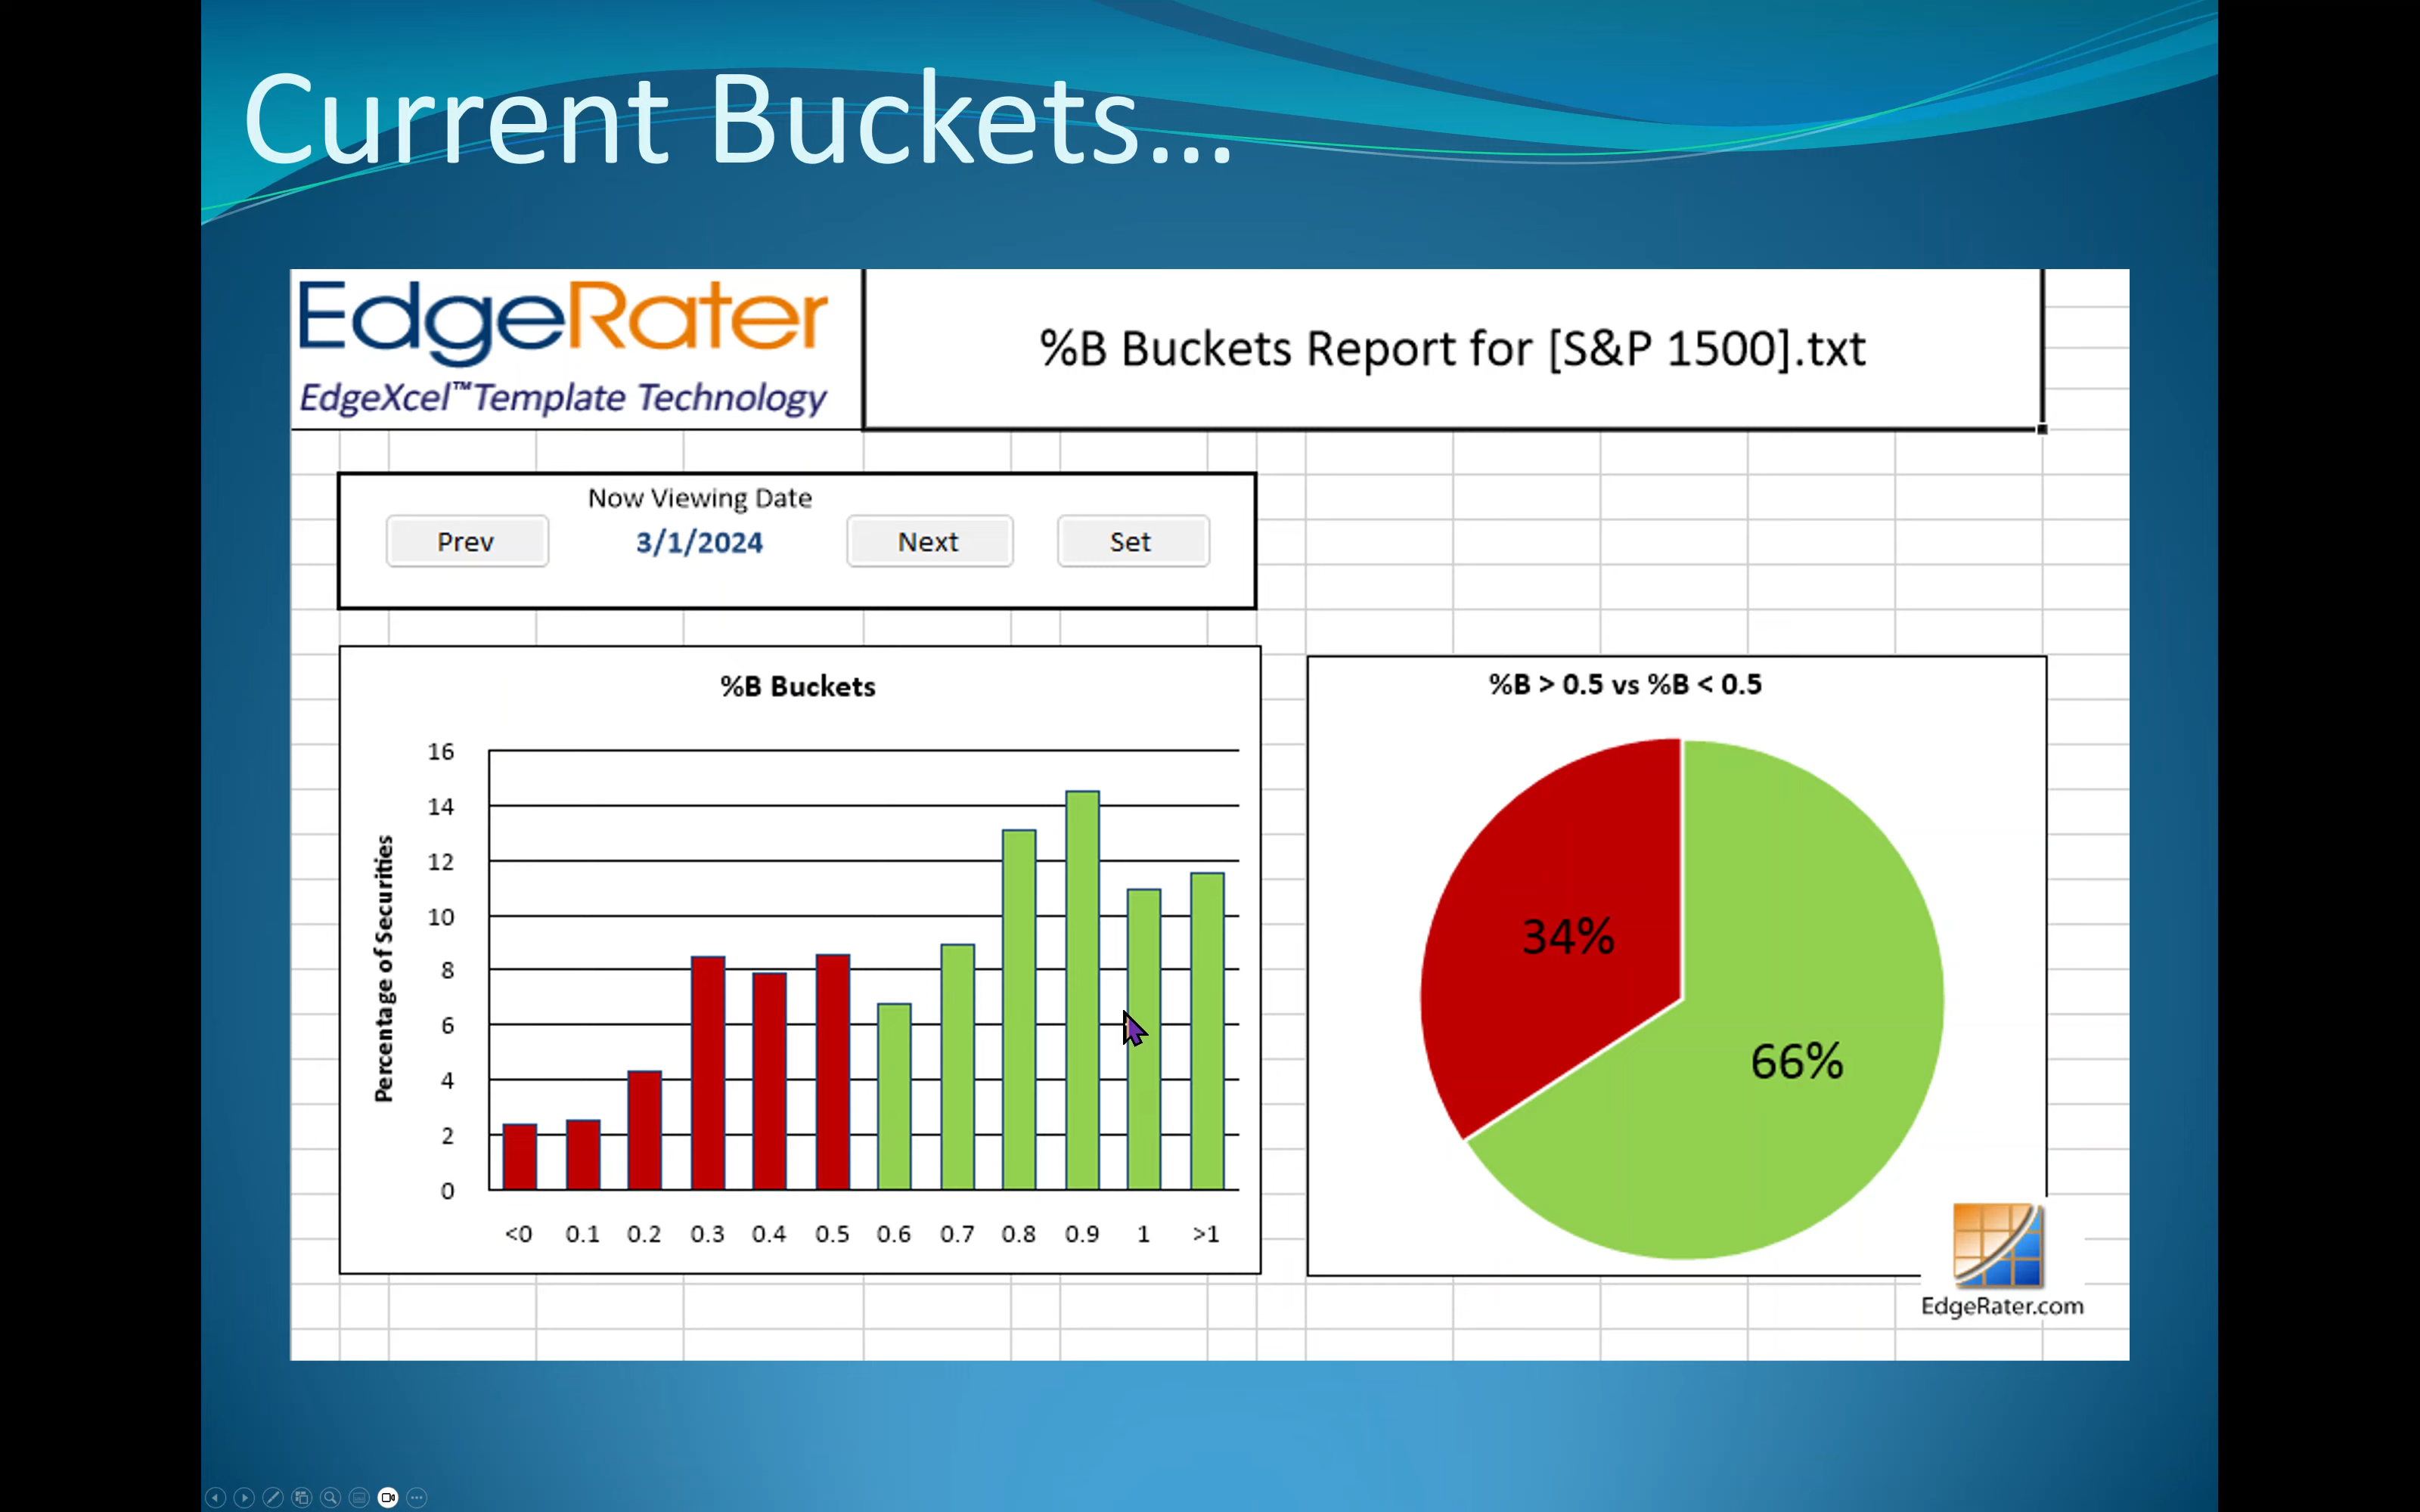 Current Buckets...
EdgeRater
EdgeXcel™Template Technology
%B Buckets Report for [S&P 1500].txt
Now Viewing Date
Prev
3/1/2024
Next
Set
%B Buckets
Percentage of Securities
16
14
12
10
8
6
4
2
0
<0 0.1 0.2 0.3 0.4 0.5 0.6 0.7 0.8 0.9 1 >1
%B > 0.5 vs %B < 0.5
34%
66%
EdgeRater.com